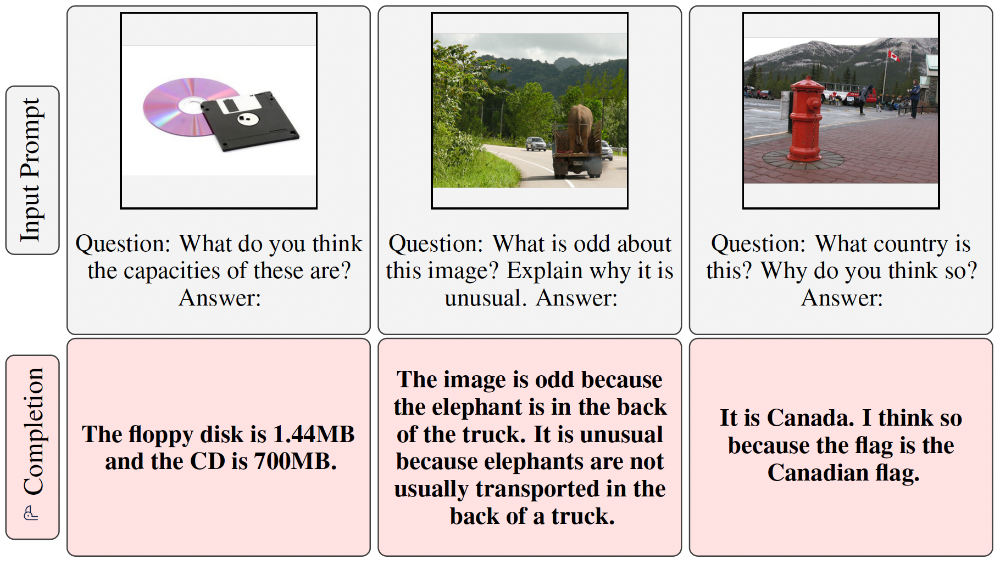 Input Prompt
Question: What do you think
the capacities of these are?
Answer:
Question: What is odd about
this image? Explain why it is
unusual. Answer:
Question: What country is
this? Why do you think so?
Answer:
Completion
The floppy disk is 1.44MB
and the CD is 700MB.
The image is odd because
the elephant is in the back
of the truck. It is unusual
because elephants are not
usually transported in the
back of a truck.
It is Canada. I think so
because the flag is the
Canadian flag.